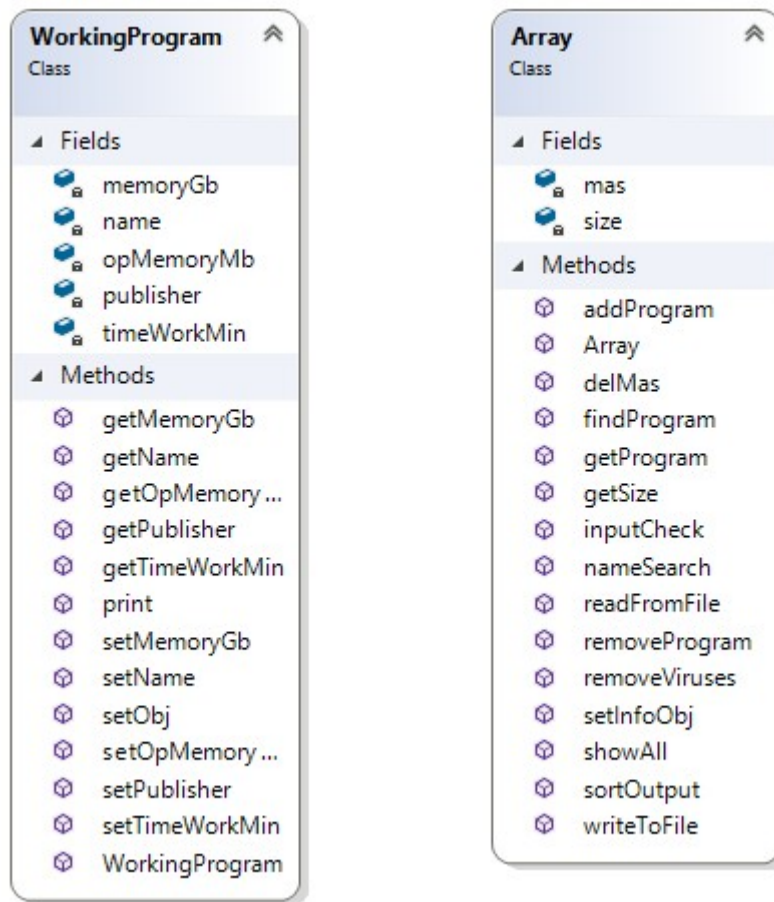 WorkingProgram
Class
Fields
memoryGb
name
opMemoryMb
publisher
timeWorkMin
Methods
getMemoryGb
getName
getOpMemory ...
getPublisher
getTimeWorkMin
print
setMemoryGb
setName
setObj
setOpMemory ...
setPublisher
setTimeWorkMin
WorkingProgram
Array
Class
Fields
mas
size
Methods
addProgram
Array
delMas
findProgram
getProgram
getSize
inputCheck
nameSearch
readFromFile
removeProgram
removeViruses
setInfoObj
showAll
sortOutput
writeToFile